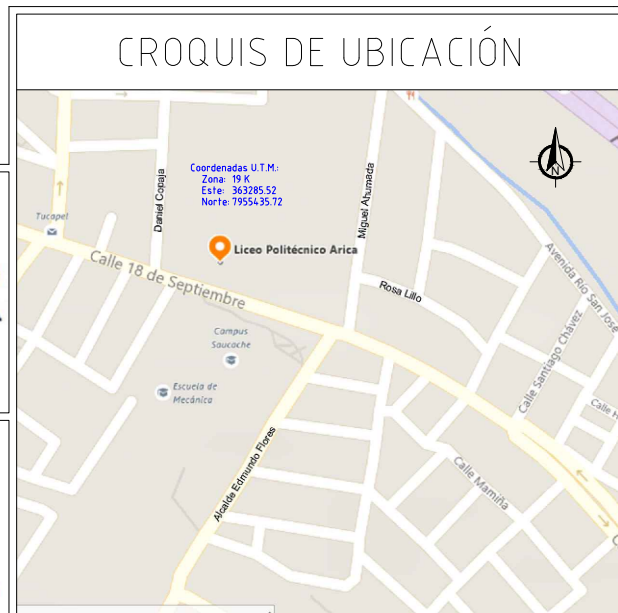 CROQUIS DE UBICACIÓN
Coordenadas U.T.M.:
Zona: 19 K
Este: 363285.52
Norte: 7955435.72
N
Daniel Copaja
Miguel Ahumada
Tucapel
Liceo Politécnico Arica
Calle 18 de Septiembre
Rosa Lillo
Avenida Río San José
Campus
Saucache
Escuela de
Mecánica
Calle Santiago Chávez
Calle
Alcalde Edmundo Flores
Calle Mamiña